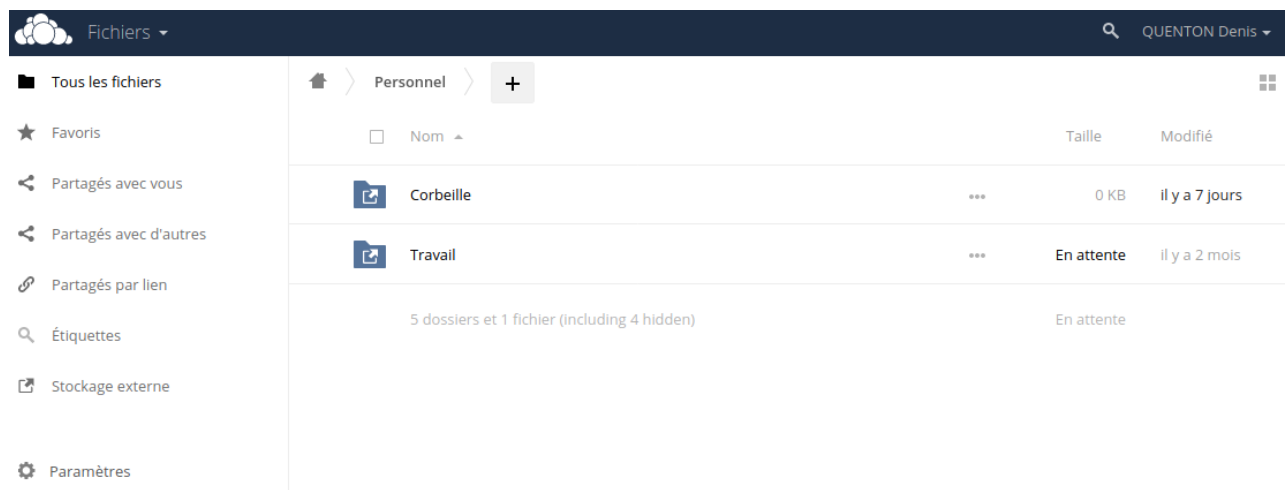 Fichiers
QUENTON Denis
Tous les fichiers
Favoris
Partagés avec vous
Partagés avec d'autres
Partagés par lien
Étiquettes
Stockage externe
Paramètres
Personnel
+
Nom Taille Modifié
Corbeille 0 KB il y a 7 jours
Travail En attente il y a 2 mois
5 dossiers et 1 fichier (including 4 hidden) En attente